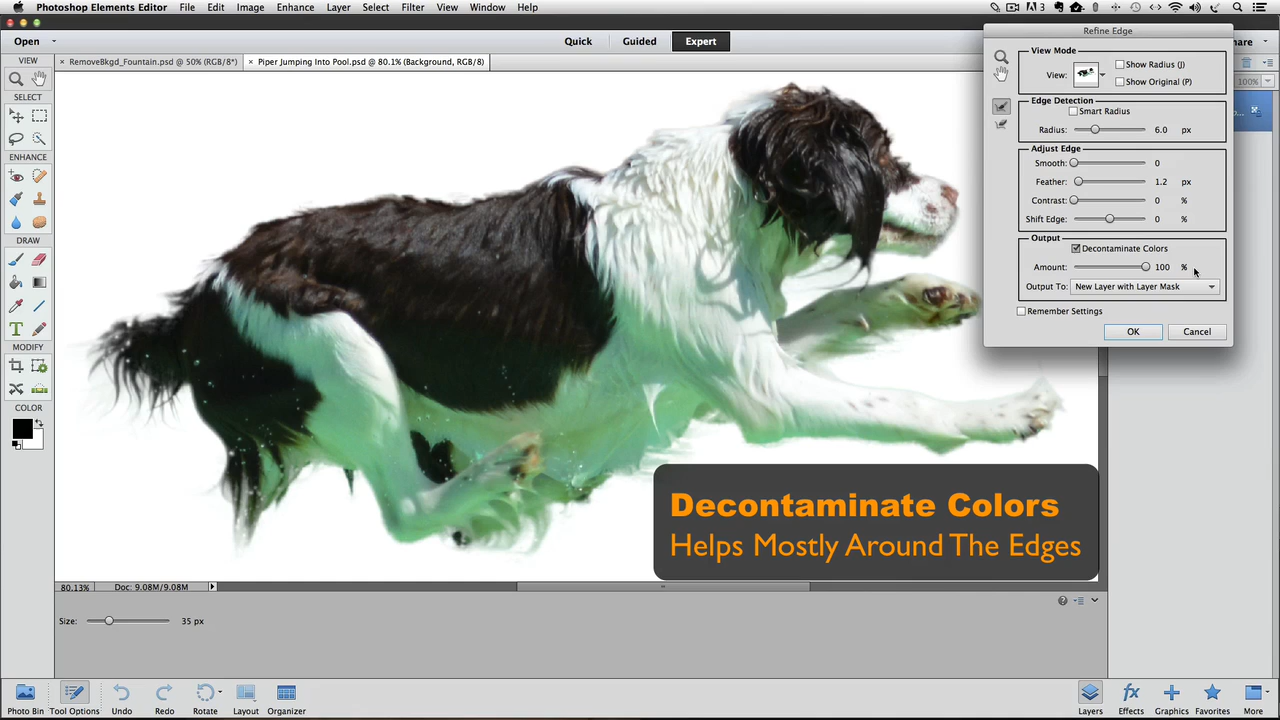 Photoshop Elements Editor File Edit Image Enhance Layer Select Filter View Window Help
3
Open Quick Guided Expert
VIEW
× RemoveBkgd_Fountain.psd @ 50% (RGB/8*)
× Piper Jumping Into Pool.psd @ 80.1% (Background, RGB/8)
SELECT
ENHANCE
DRAW
MODIFY
COLOR
Refine Edge
View Mode
View:
Show Radius (J)
Show Original (P)
Edge Detection
Smart Radius
Radius: 6.0 px
Adjust Edge
Smooth: 0
Feather: 1.2 px
Contrast: 0 %
Shift Edge: 0 %
Output
Decontaminate Colors
Amount: 100 %
Output To: New Layer with Layer Mask
Remember Settings
OK Cancel
100%
Decontaminate Colors
Helps Mostly Around The Edges
80.13% Doc: 9.08M/9.08M
Size: 35 px
Photo Bin Tool Options Undo Redo Rotate Layout Organizer
Layers Effects Graphics Favorites More